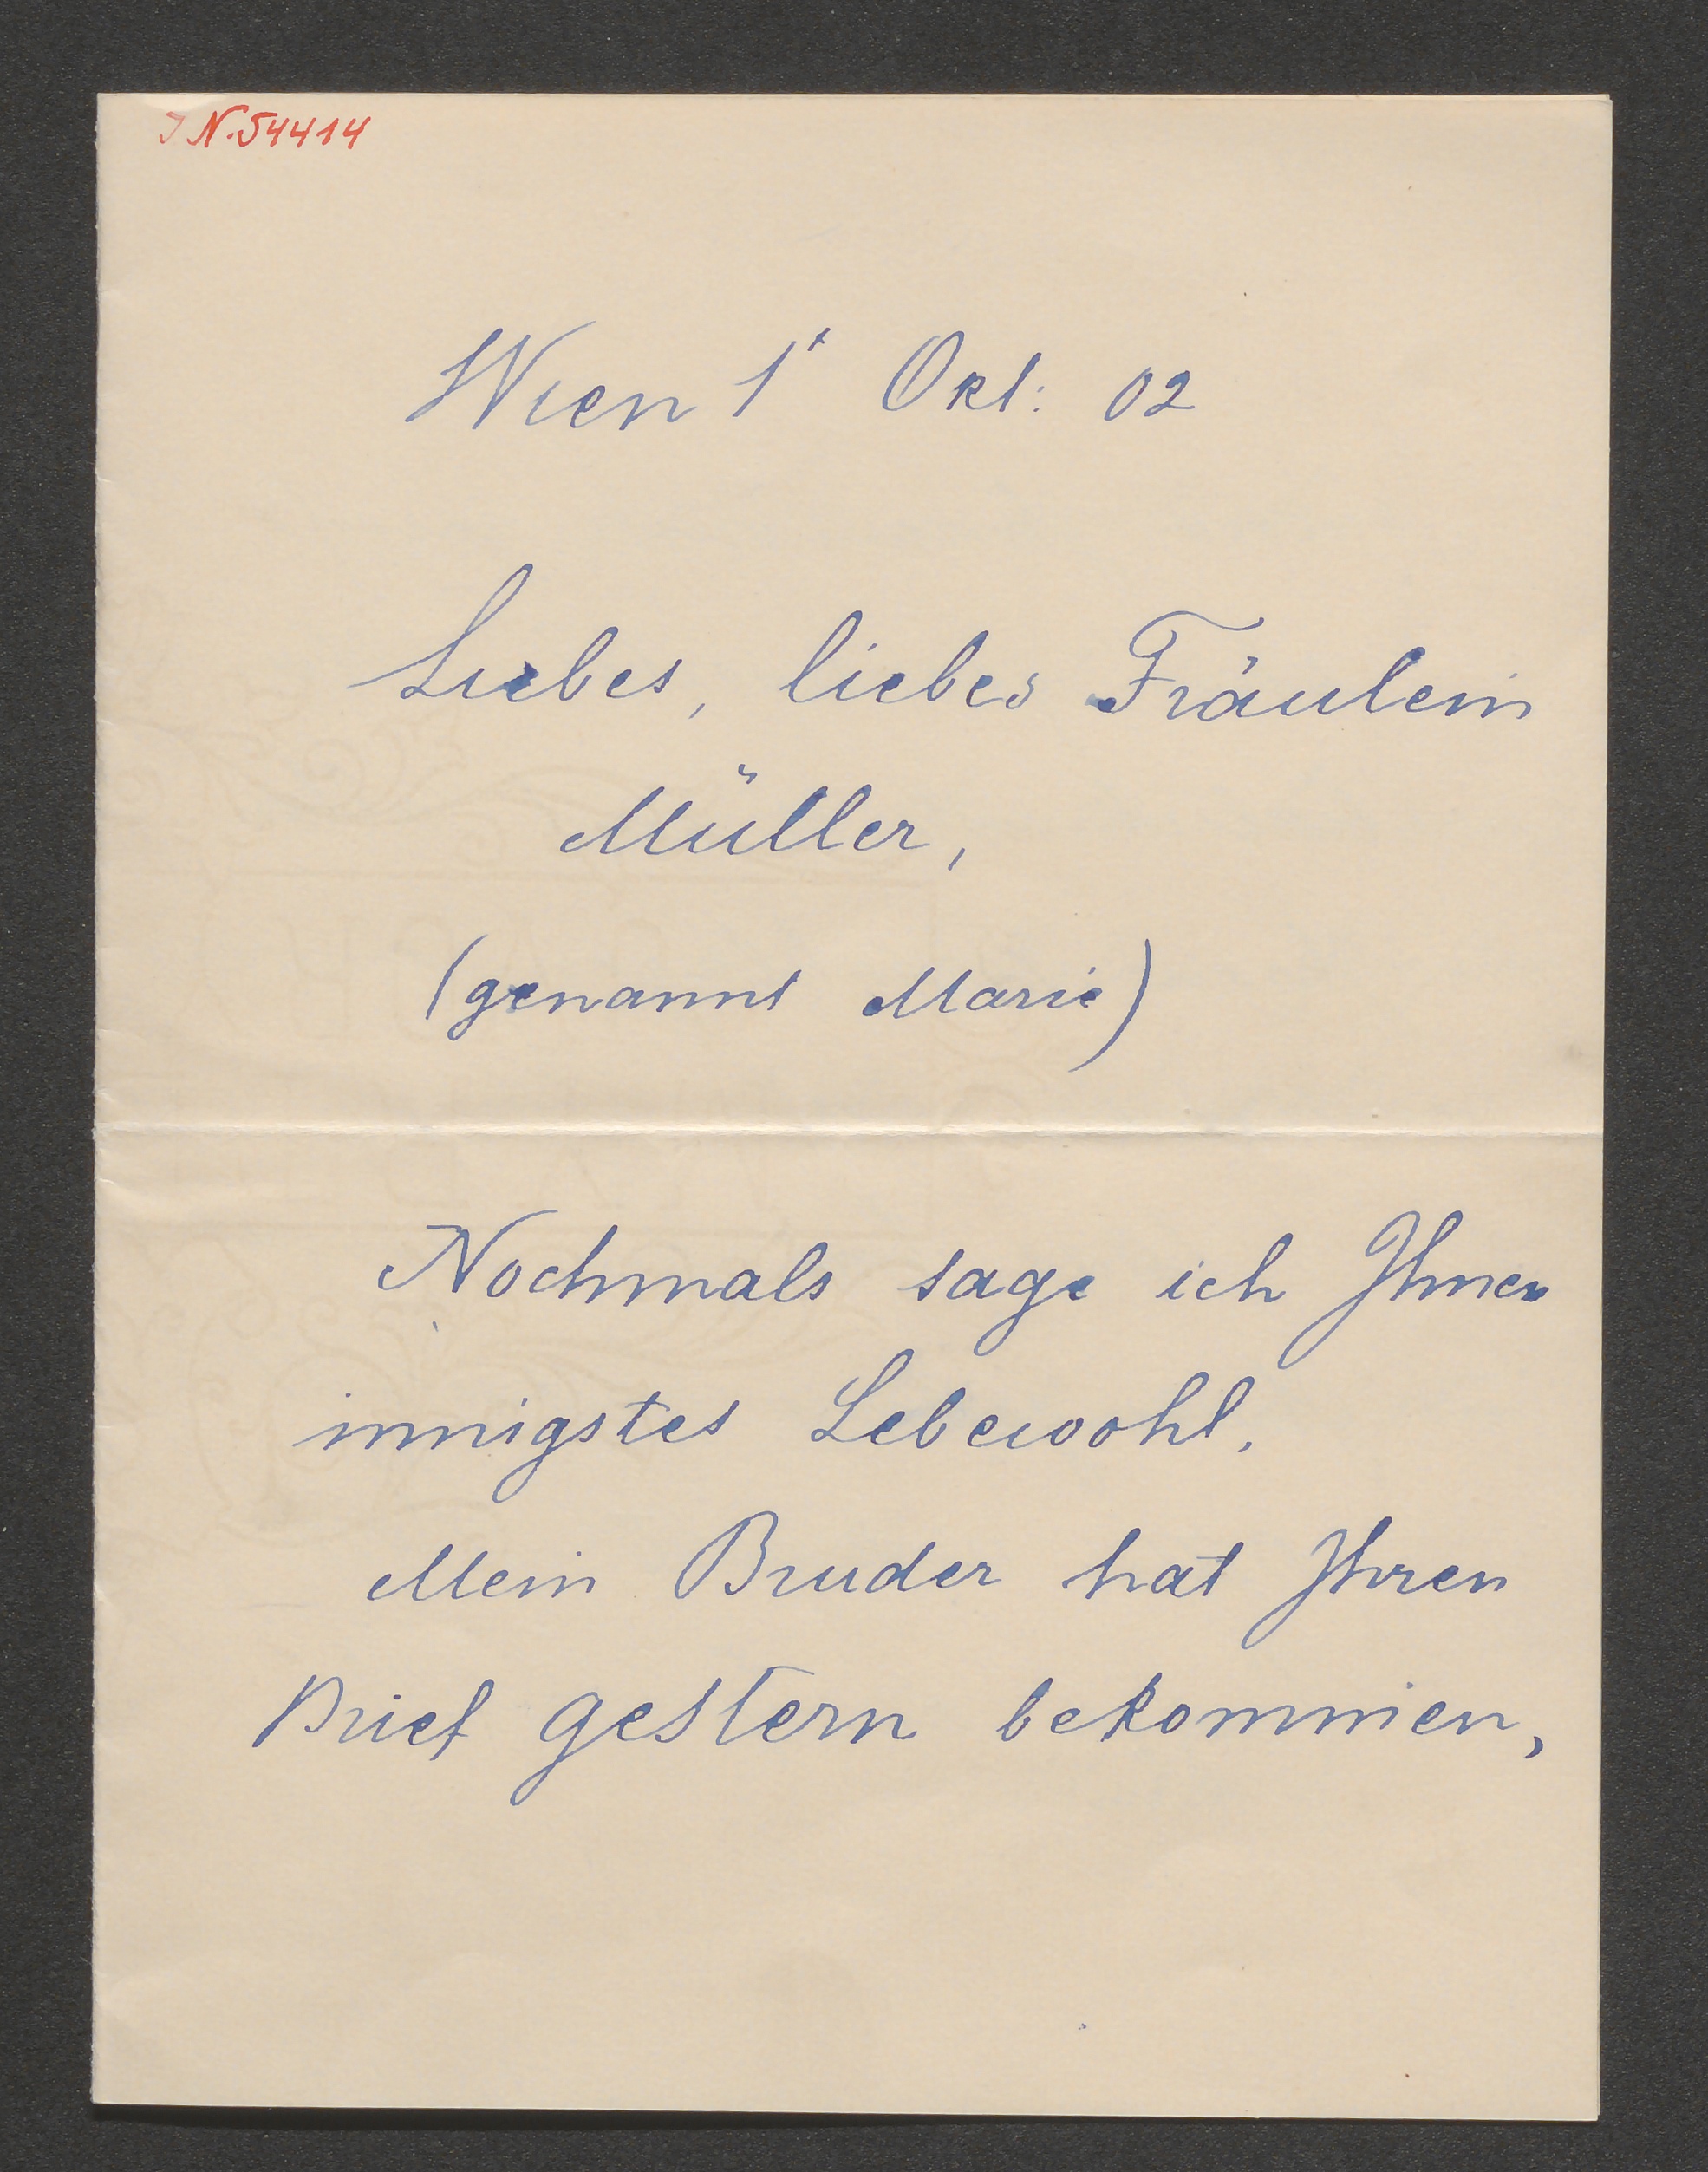 I N. 54414
Wien 1t Okt: 02
Liebes, liebes Fräulein
Müller,
(genannt Marie)
Nochmals sage ich Ihnen
innigstes Lebewohl.
Mein Bruder hat Ihren
Brief gestern bekommen,